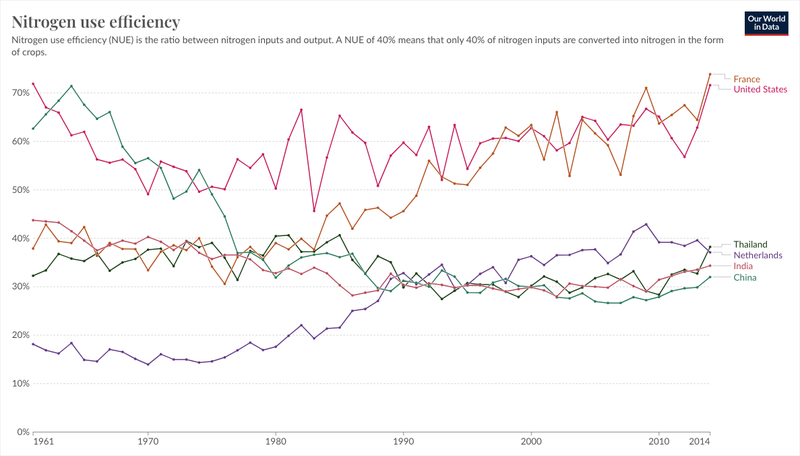 Nitrogen use efficiency
Our World
in Data
Nitrogen use efficiency (NUE) is the ratio between nitrogen inputs and output. A NUE of 40% means that only 40% of nitrogen inputs are converted into nitrogen in the form
of crops.
70%
60%
50%
40%
30%
20%
10%
0%
France
United States
Thailand
Netherlands
India
China
1961
1970
1980
1990
2000
2010
2014